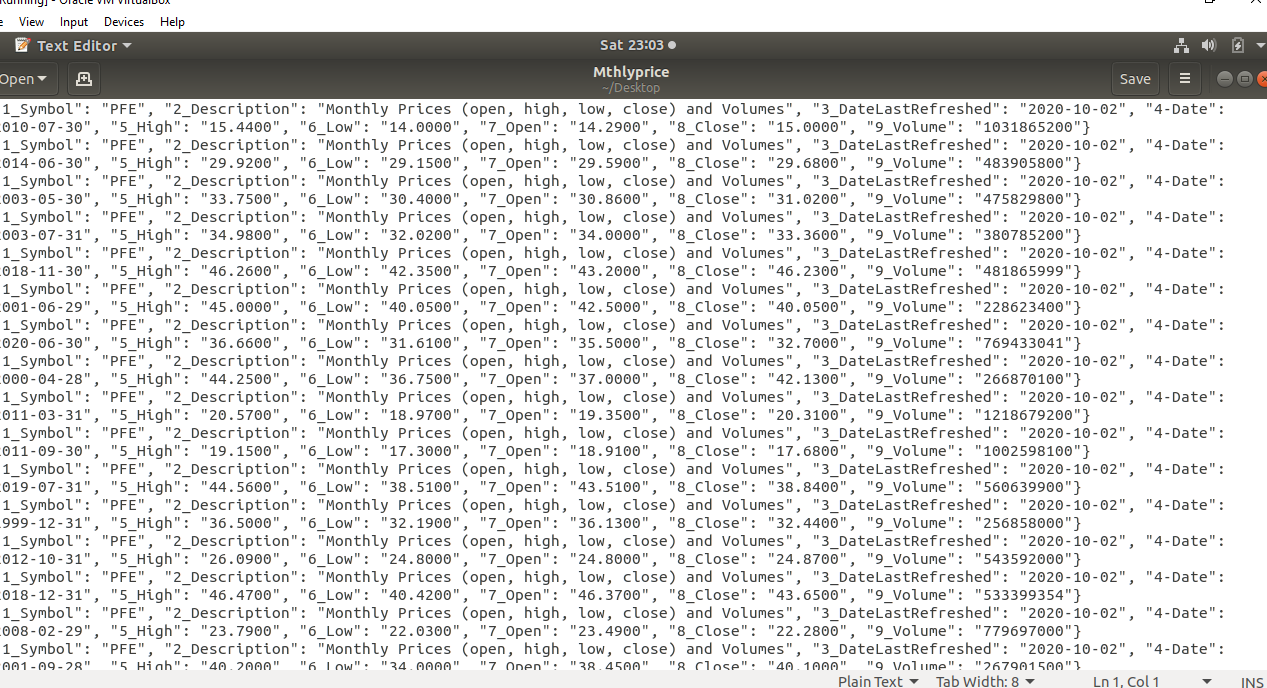 Running] - Oracle VM VirtualBox
e View Input Devices Help
Text Editor Sat 23:03
Open Mthlyprice Save
~/Desktop
1_Symbol": "PFE", "2_Description": "Monthly Prices (open, high, low, close) and Volumes", "3_DateLastRefreshed": "2020-10-02", "4-Date":
2010-07-30", "5_High": "15.4400", "6_Low": "14.0000", "7_Open": "14.2900", "8_Close": "15.0000", "9_Volume": "1031865200"}
1_Symbol": "PFE", "2_Description": "Monthly Prices (open, high, low, close) and Volumes", "3_DateLastRefreshed": "2020-10-02", "4-Date":
2014-06-30", "5_High": "29.9200", "6_Low": "29.1500", "7_Open": "29.5900", "8_Close": "29.6800", "9_Volume": "483905800"}
1_Symbol": "PFE", "2_Description": "Monthly Prices (open, high, low, close) and Volumes", "3_DateLastRefreshed": "2020-10-02", "4-Date":
2003-05-30", "5_High": "33.7500", "6_Low": "30.4000", "7_Open": "30.8600", "8_Close": "31.0200", "9_Volume": "475829800"}
1_Symbol": "PFE", "2_Description": "Monthly Prices (open, high, low, close) and Volumes", "3_DateLastRefreshed": "2020-10-02", "4-Date":
2003-07-31", "5_High": "34.9800", "6_Low": "32.0200", "7_Open": "34.0000", "8_Close": "33.3600", "9_Volume": "380785200"}
1_Symbol": "PFE", "2_Description": "Monthly Prices (open, high, low, close) and Volumes", "3_DateLastRefreshed": "2020-10-02", "4-Date":
2018-11-30", "5_High": "46.2600", "6_Low": "42.3500", "7_Open": "43.2000", "8_Close": "46.2300", "9_Volume": "481865999"}
1_Symbol": "PFE", "2_Description": "Monthly Prices (open, high, low, close) and Volumes", "3_DateLastRefreshed": "2020-10-02", "4-Date":
2001-06-29", "5_High": "45.0000", "6_Low": "40.0500", "7_Open": "42.5000", "8_Close": "40.0500", "9_Volume": "228623400"}
1_Symbol": "PFE", "2_Description": "Monthly Prices (open, high, low, close) and Volumes", "3_DateLastRefreshed": "2020-10-02", "4-Date":
2020-06-30", "5_High": "36.6600", "6_Low": "31.6100", "7_Open": "35.5000", "8_Close": "32.7000", "9_Volume": "769433041"}
1_Symbol": "PFE", "2_Description": "Monthly Prices (open, high, low, close) and Volumes", "3_DateLastRefreshed": "2020-10-02", "4-Date":
2000-04-28", "5_High": "44.2500", "6_Low": "36.7500", "7_Open": "37.0000", "8_Close": "42.1300", "9_Volume": "266870100"}
1_Symbol": "PFE", "2_Description": "Monthly Prices (open, high, low, close) and Volumes", "3_DateLastRefreshed": "2020-10-02", "4-Date":
2011-03-31", "5_High": "20.5700", "6_Low": "18.9700", "7_Open": "19.3500", "8_Close": "20.3100", "9_Volume": "1218679200"}
1_Symbol": "PFE", "2_Description": "Monthly Prices (open, high, low, close) and Volumes", "3_DateLastRefreshed": "2020-10-02", "4-Date":
2011-09-30", "5_High": "19.1500", "6_Low": "17.3000", "7_Open": "18.9100", "8_Close": "17.6800", "9_Volume": "1002598100"}
1_Symbol": "PFE", "2_Description": "Monthly Prices (open, high, low, close) and Volumes", "3_DateLastRefreshed": "2020-10-02", "4-Date":
2019-07-31", "5_High": "44.5600", "6_Low": "38.5100", "7_Open": "43.5100", "8_Close": "38.8400", "9_Volume": "560639900"}
1_Symbol": "PFE", "2_Description": "Monthly Prices (open, high, low, close) and Volumes", "3_DateLastRefreshed": "2020-10-02", "4-Date":
1999-12-31", "5_High": "36.5000", "6_Low": "32.1900", "7_Open": "36.1300", "8_Close": "32.4400", "9_Volume": "256858000"}
1_Symbol": "PFE", "2_Description": "Monthly Prices (open, high, low, close) and Volumes", "3_DateLastRefreshed": "2020-10-02", "4-Date":
2012-10-31", "5_High": "26.0900", "6_Low": "24.8000", "7_Open": "24.8000", "8_Close": "24.8700", "9_Volume": "543592000"}
1_Symbol": "PFE", "2_Description": "Monthly Prices (open, high, low, close) and Volumes", "3_DateLastRefreshed": "2020-10-02", "4-Date":
2018-12-31", "5_High": "46.4700", "6_Low": "40.4200", "7_Open": "46.3700", "8_Close": "43.6500", "9_Volume": "533399354"}
1_Symbol": "PFE", "2_Description": "Monthly Prices (open, high, low, close) and Volumes", "3_DateLastRefreshed": "2020-10-02", "4-Date":
2008-02-29", "5_High": "23.7900", "6_Low": "22.0300", "7_Open": "23.4900", "8_Close": "22.2800", "9_Volume": "779697000"}
1_Symbol": "PFE", "2_Description": "Monthly Prices (open, high, low, close) and Volumes", "3_DateLastRefreshed": "2020-10-02", "4-Date":
2001-09-28", "5_High": "40.2000", "6_Low": "34.0000", "7_Open": "38.4500", "8_Close": "40.1000", "9_Volume": "267901500"}
Plain Text Tab Width: 8 Ln 1, Col 1 INS